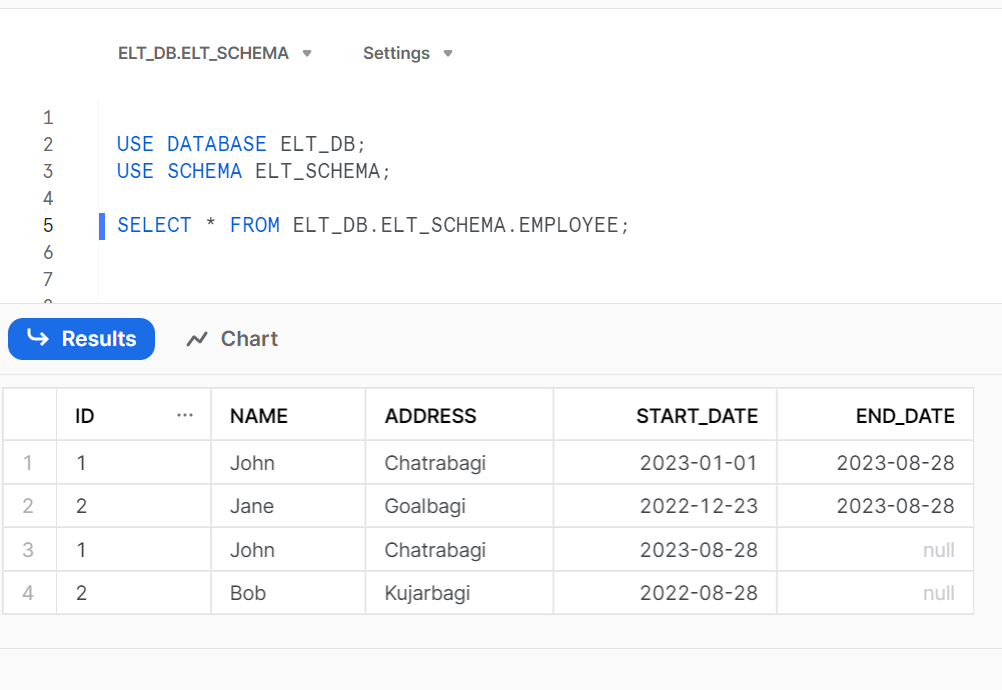 ELT_DB.ELT_SCHEMA Settings
1
2 USE DATABASE ELT_DB;
3 USE SCHEMA ELT_SCHEMA;
4
5 SELECT * FROM ELT_DB.ELT_SCHEMA.EMPLOYEE;
6
7
Results Chart
ID ... NAME ADDRESS START_DATE END_DATE
1 1 John Chatrabagi 2023-01-01 2023-08-28
2 2 Jane Goalbagi 2022-12-23 2023-08-28
3 1 John Chatrabagi 2023-08-28 null
4 2 Bob Kujarbagi 2022-08-28 null